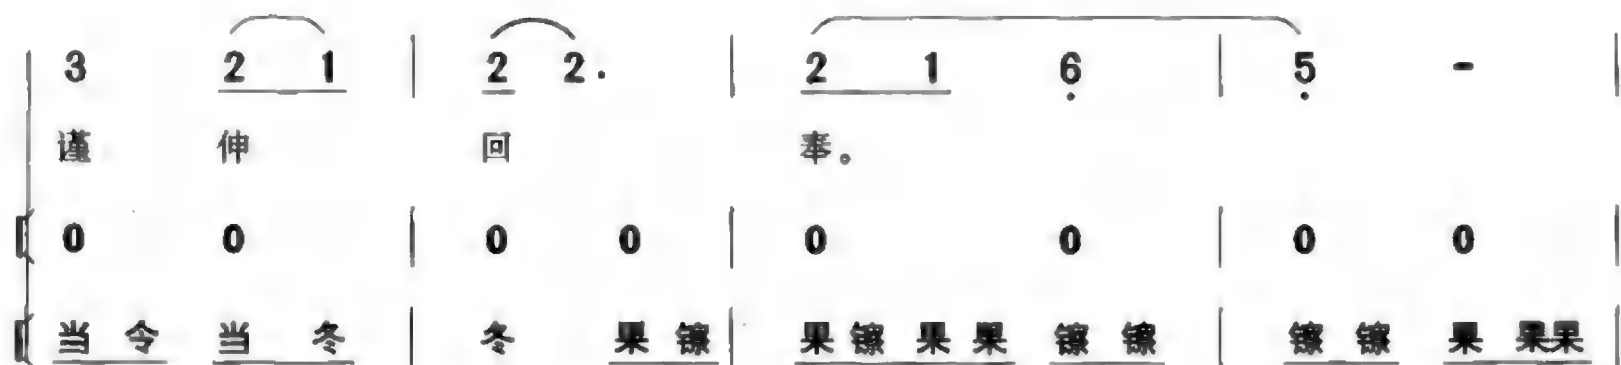 3 2 1 | 2 2. | 2 1 6 | 5 - |
谨 伸 回 奉。
0 0 | 0 0 | 0 0 | 0 0 |
当 令 当 冬 | 冬 果 镲 | 果 镲 果 果 镲 镲 | 镲 镲 果 果果 |